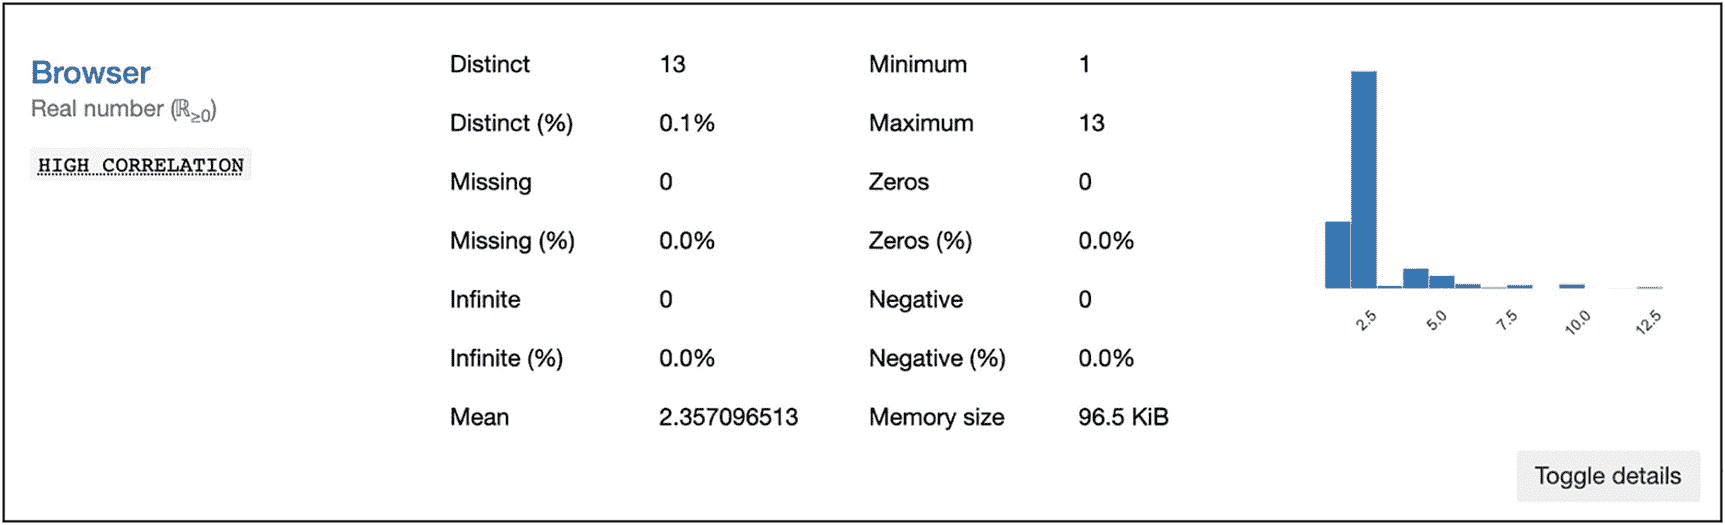 Browser
Real number (ℝ≥0)
HIGH CORRELATION
Distinct 13
Distinct (%) 0.1%
Missing 0
Missing (%) 0.0%
Infinite 0
Infinite (%) 0.0%
Mean 2.357096513
Minimum 1
Maximum 13
Zeros 0
Zeros (%) 0.0%
Negative 0
Negative (%) 0.0%
Memory size 96.5 KiB
2.5 5.0 7.5 10.0 12.5
Toggle details